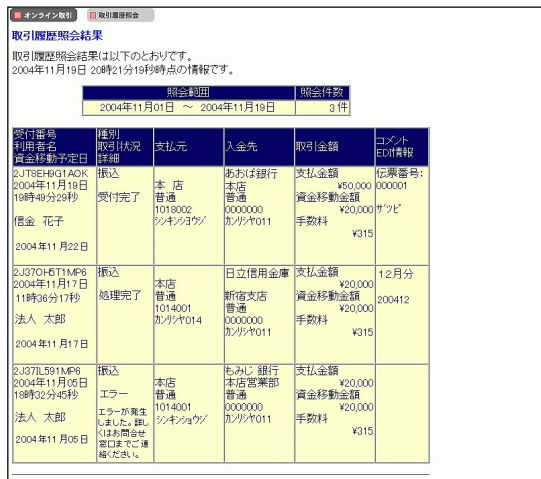 オンライン取引 取引履歴照会
取引履歴照会結果
取引履歴照会結果は以下のとおりです。
2004年11月19日 20時21分19秒時点の情報です。
照会範囲 照会件数
2004年11月01日 ～ 2004年11月19日 3件
受付番号
利用者名
資金移動予定日
種別
取引状況
詳細
支払元
入金先
取引金額
コメント
EDI情報
2JT8EH9G1AOK
2004年11月19日
19時49分29秒
信金 花子
2004年11月22日
振込
受付完了
本 店
普通
1018002
シンキンシヨウジ
あおば銀行
本店
普通
0000000
カンリシヤ011
支払金額
¥50,000
資金移動金額
¥20,000
手数料
¥315
伝票番号:
000001
ザツピ
2J37OH5T1MP6
2004年11月17日
11時36分17秒
法人 太郎
2004年11月17日
振込
処理完了
本店
普通
1014001
カンリシヤ014
日立信用金庫
新宿支店
普通
0000000
カンリシヤ011
支払金額
¥20,000
資金移動金額
¥20,000
手数料
¥315
12月分
200412
2J37IL591MP6
2004年11月05日
18時32分45秒
法人 太郎
2004年11月05日
振込
エラー
エラーが発生
しました。詳し
くはお問合せ
窓口までご連
絡ください。
本店
普通
1014001
シンキンショウジ
もみじ銀行
本店営業部
普通
0000000
カンリシヤ011
支払金額
¥20,000
資金移動金額
¥20,000
手数料
¥315